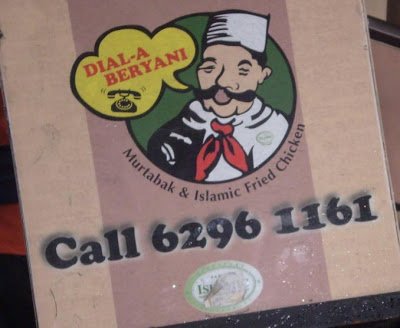 DIAL-A
BERYANI
Murtabak & Islamic Fried Chicken
Call 6296 1161